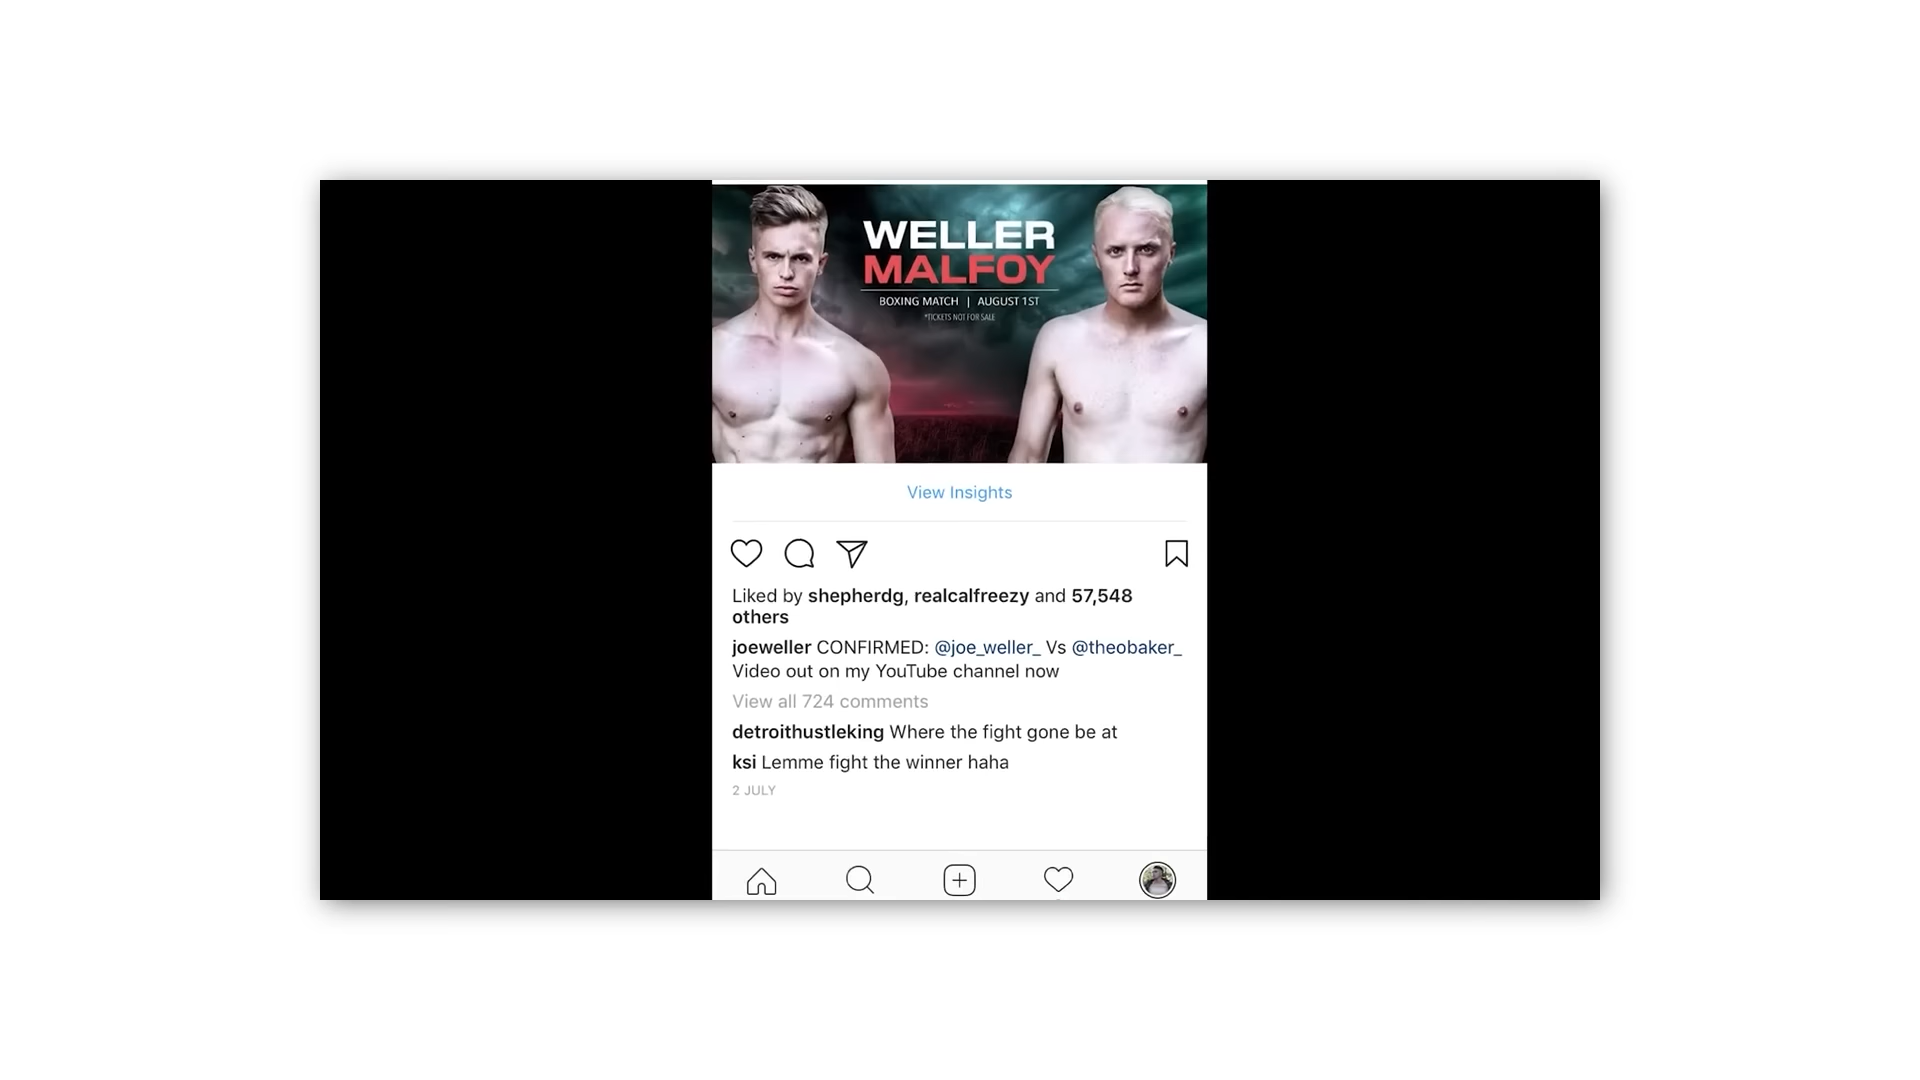 WELLER
MALFOY
BOXING MATCH | AUGUST 1ST
*TICKETS NOT FOR SALE
View Insights
Liked by shepherdg, realcalfreezy and 57,548
others
joeweller CONFIRMED: @joe_weller_ Vs @theobaker_
Video out on my YouTube channel now
View all 724 comments
detroithustleking Where the fight gone be at
ksi Lemme fight the winner haha
2 JULY